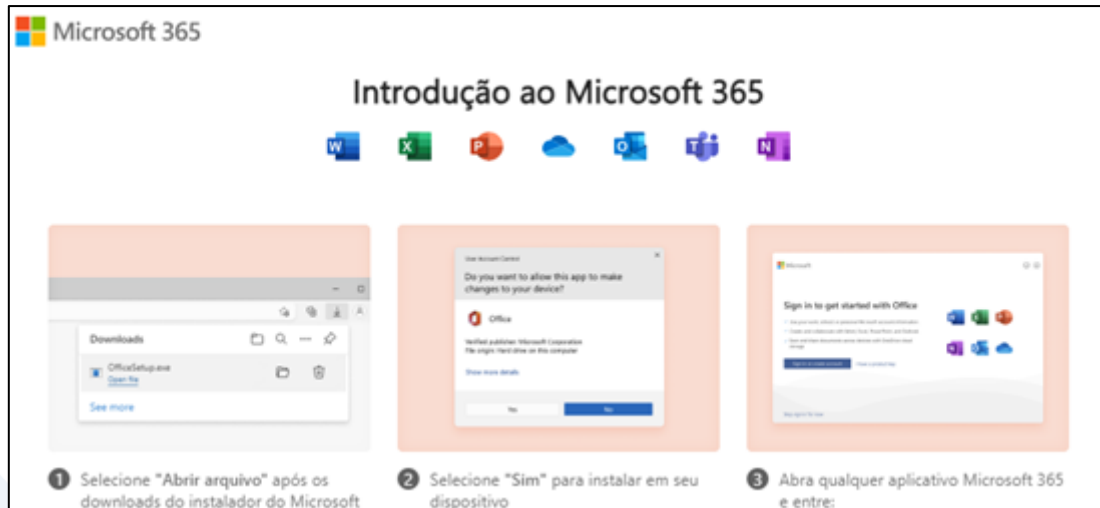 Microsoft 365
Introdução ao Microsoft 365
W
X
P
O
T
N
Downloads
OfficeSetup.exe
Open file
See more
User Account Control
Do you want to allow this app to make
changes to your device?
Office
Verified publisher: Microsoft Corporation
File origin: Hard drive on this computer
Show more details
Yes
No
Microsoft
Sign in to get started with Office
1 Selecione "Abrir arquivo" após os
downloads do instalador do Microsoft
2 Selecione "Sim" para instalar em seu
dispositivo
3 Abra qualquer aplicativo Microsoft 365
e entre: